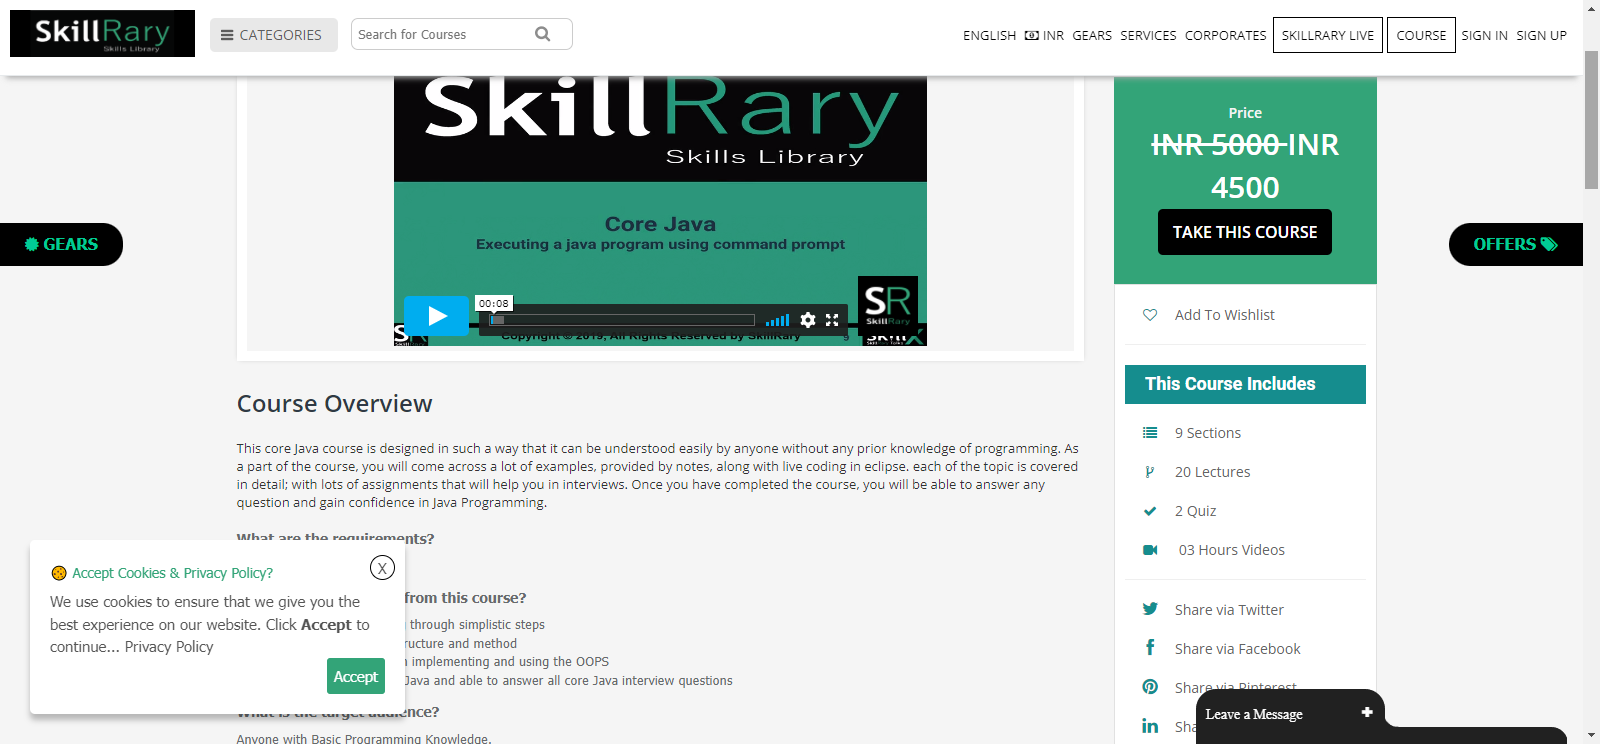 SkillRary
Skills Library
CATEGORIES
Search for Courses
ENGLISH INR GEARS SERVICES CORPORATES SKILLRARY LIVE COURSE SIGN IN SIGN UP
SkillRary
Skills Library
Core Java
Executing a java program using command prompt
00:08
SR
SkillRary
Copyright © 2019, All Rights Reserved by SkillRary 9
GEARS
OFFERS
Price
INR 5000 INR
4500
TAKE THIS COURSE
Add To Wishlist
This Course Includes
9 Sections
20 Lectures
2 Quiz
03 Hours Videos
Share via Twitter
Share via Facebook
Share via Pinterest
Sha
Course Overview
This core Java course is designed in such a way that it can be understood easily by anyone without any prior knowledge of programming. As
a part of the course, you will come across a lot of examples, provided by notes, along with live coding in eclipse. each of the topic is covered
in detail; with lots of assignments that will help you in interviews. Once you have completed the course, you will be able to answer any
question and gain confidence in Java Programming.
What are the requirements?
from this course?
through simplistic steps
ructure and method
implementing and using the OOPS
Java and able to answer all core Java interview questions
What is the target audience?
Anyone with Basic Programming Knowledge.
Accept Cookies & Privacy Policy?
X
We use cookies to ensure that we give you the
best experience on our website. Click Accept to
continue... Privacy Policy
Accept
Leave a Message